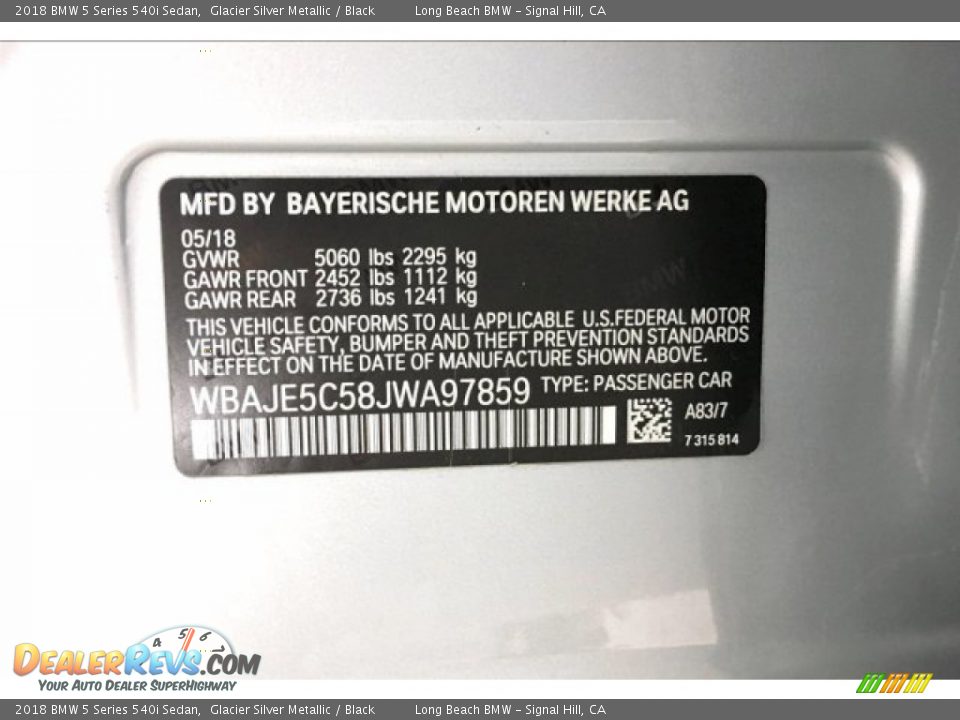 2018 BMW 5 Series 540i Sedan,  Glacier Silver Metallic / Black    Long Beach BMW - Signal Hill, CA
MFD BY BAYERISCHE MOTOREN WERKE AG
05/18
GVWR 5060 lbs 2295 kg
GAWR FRONT 2452 lbs 1112 kg
GAWR REAR 2736 lbs 1241 kg
THIS VEHICLE CONFORMS TO ALL APPLICABLE U.S.FEDERAL MOTOR
VEHICLE SAFETY, BUMPER AND THEFT PREVENTION STANDARDS
IN EFFECT ON THE DATE OF MANUFACTURE SHOWN ABOVE.
WBAJE5C58JWA97859 TYPE: PASSENGER CAR
A83/7
7 315 814
4 5 6
DEALERREVS.COM
YOUR AUTO DEALER SUPERHIGHWAY
2018 BMW 5 Series 540i Sedan,  Glacier Silver Metallic / Black    Long Beach BMW - Signal Hill, CA